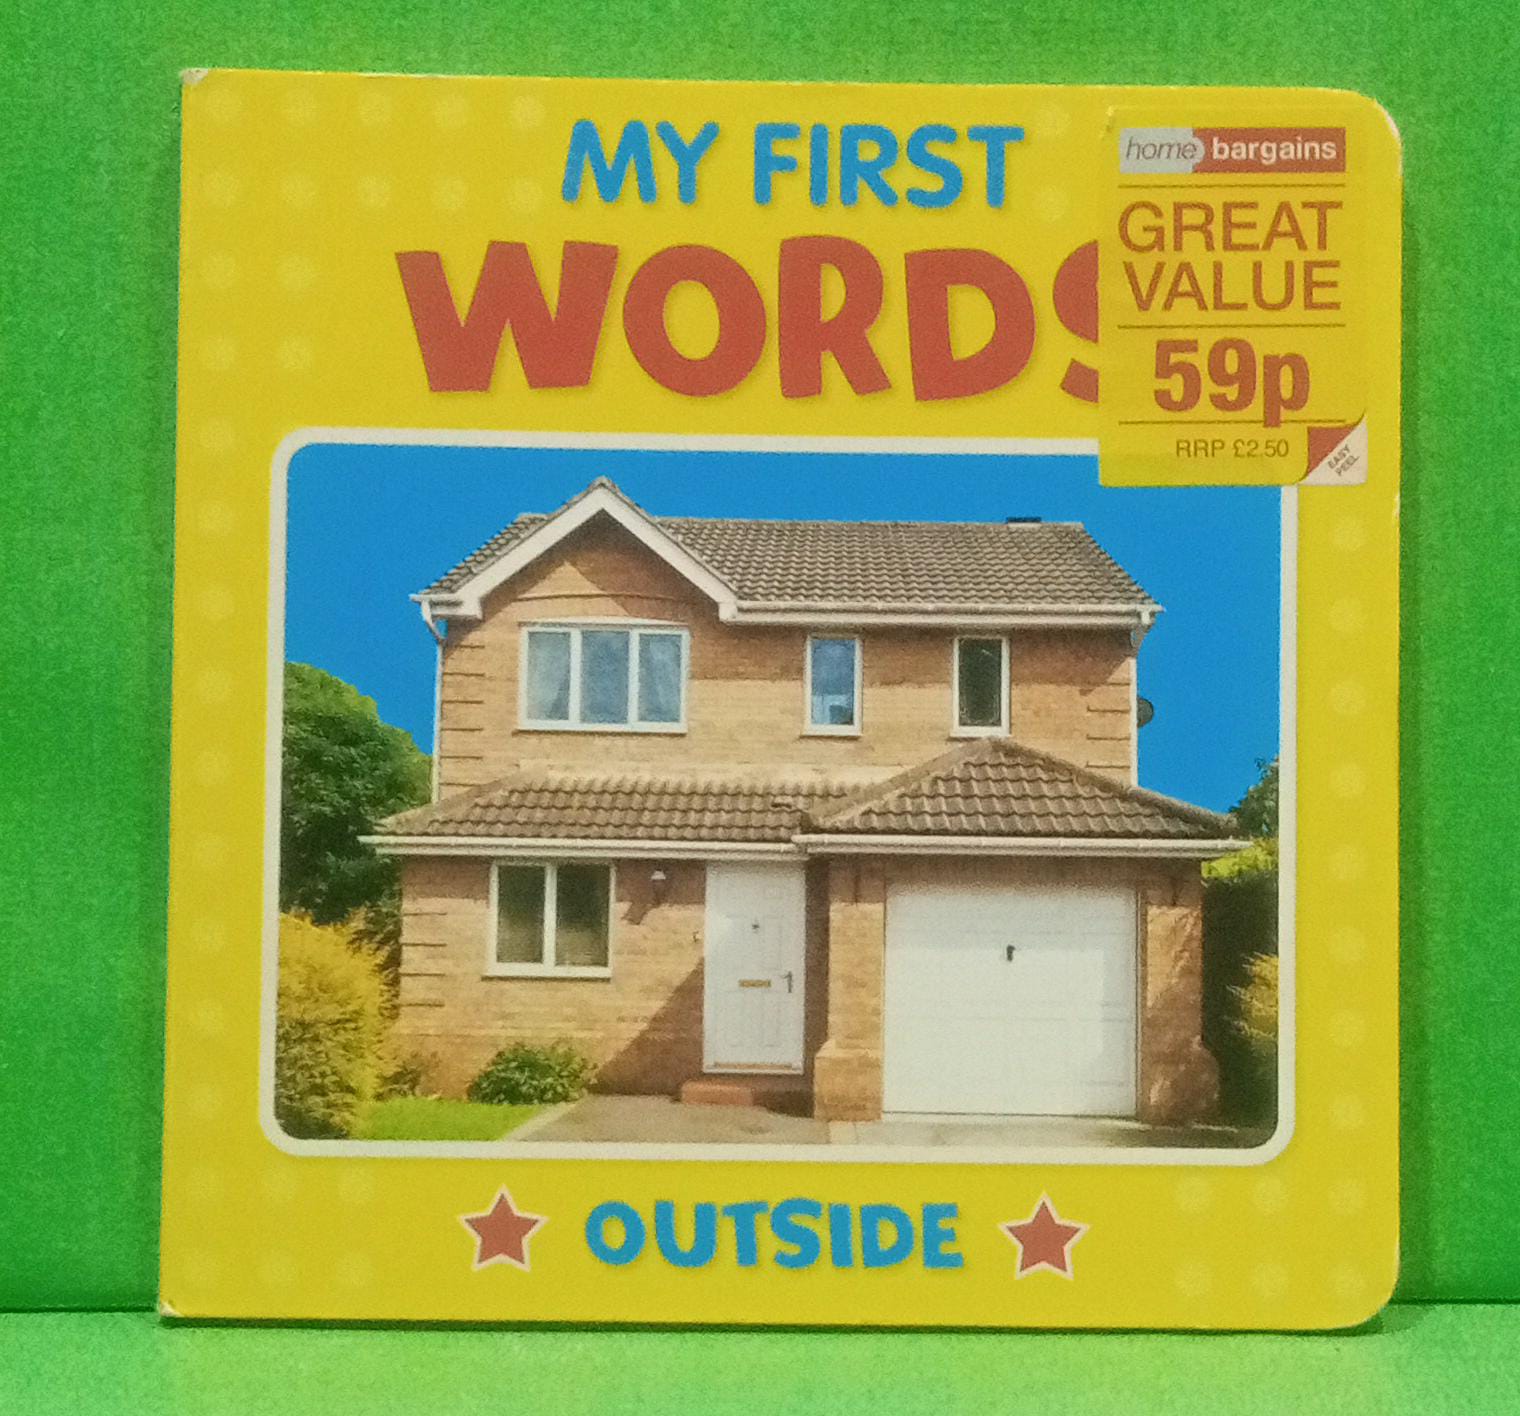 MY FIRST
WORDS
home bargains
GREAT
VALUE
59p
RRP £2.50
EASY
PEEL
OUTSIDE